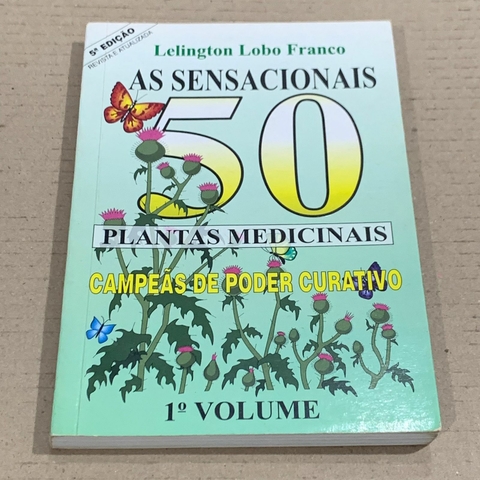 5ª EDIÇÃO
REVISTA E ATUALIZADA
Lelington Lobo Franco
AS SENSACIONAIS
50
PLANTAS MEDICINAIS
CAMPEÃS DE PODER CURATIVO
1º VOLUME